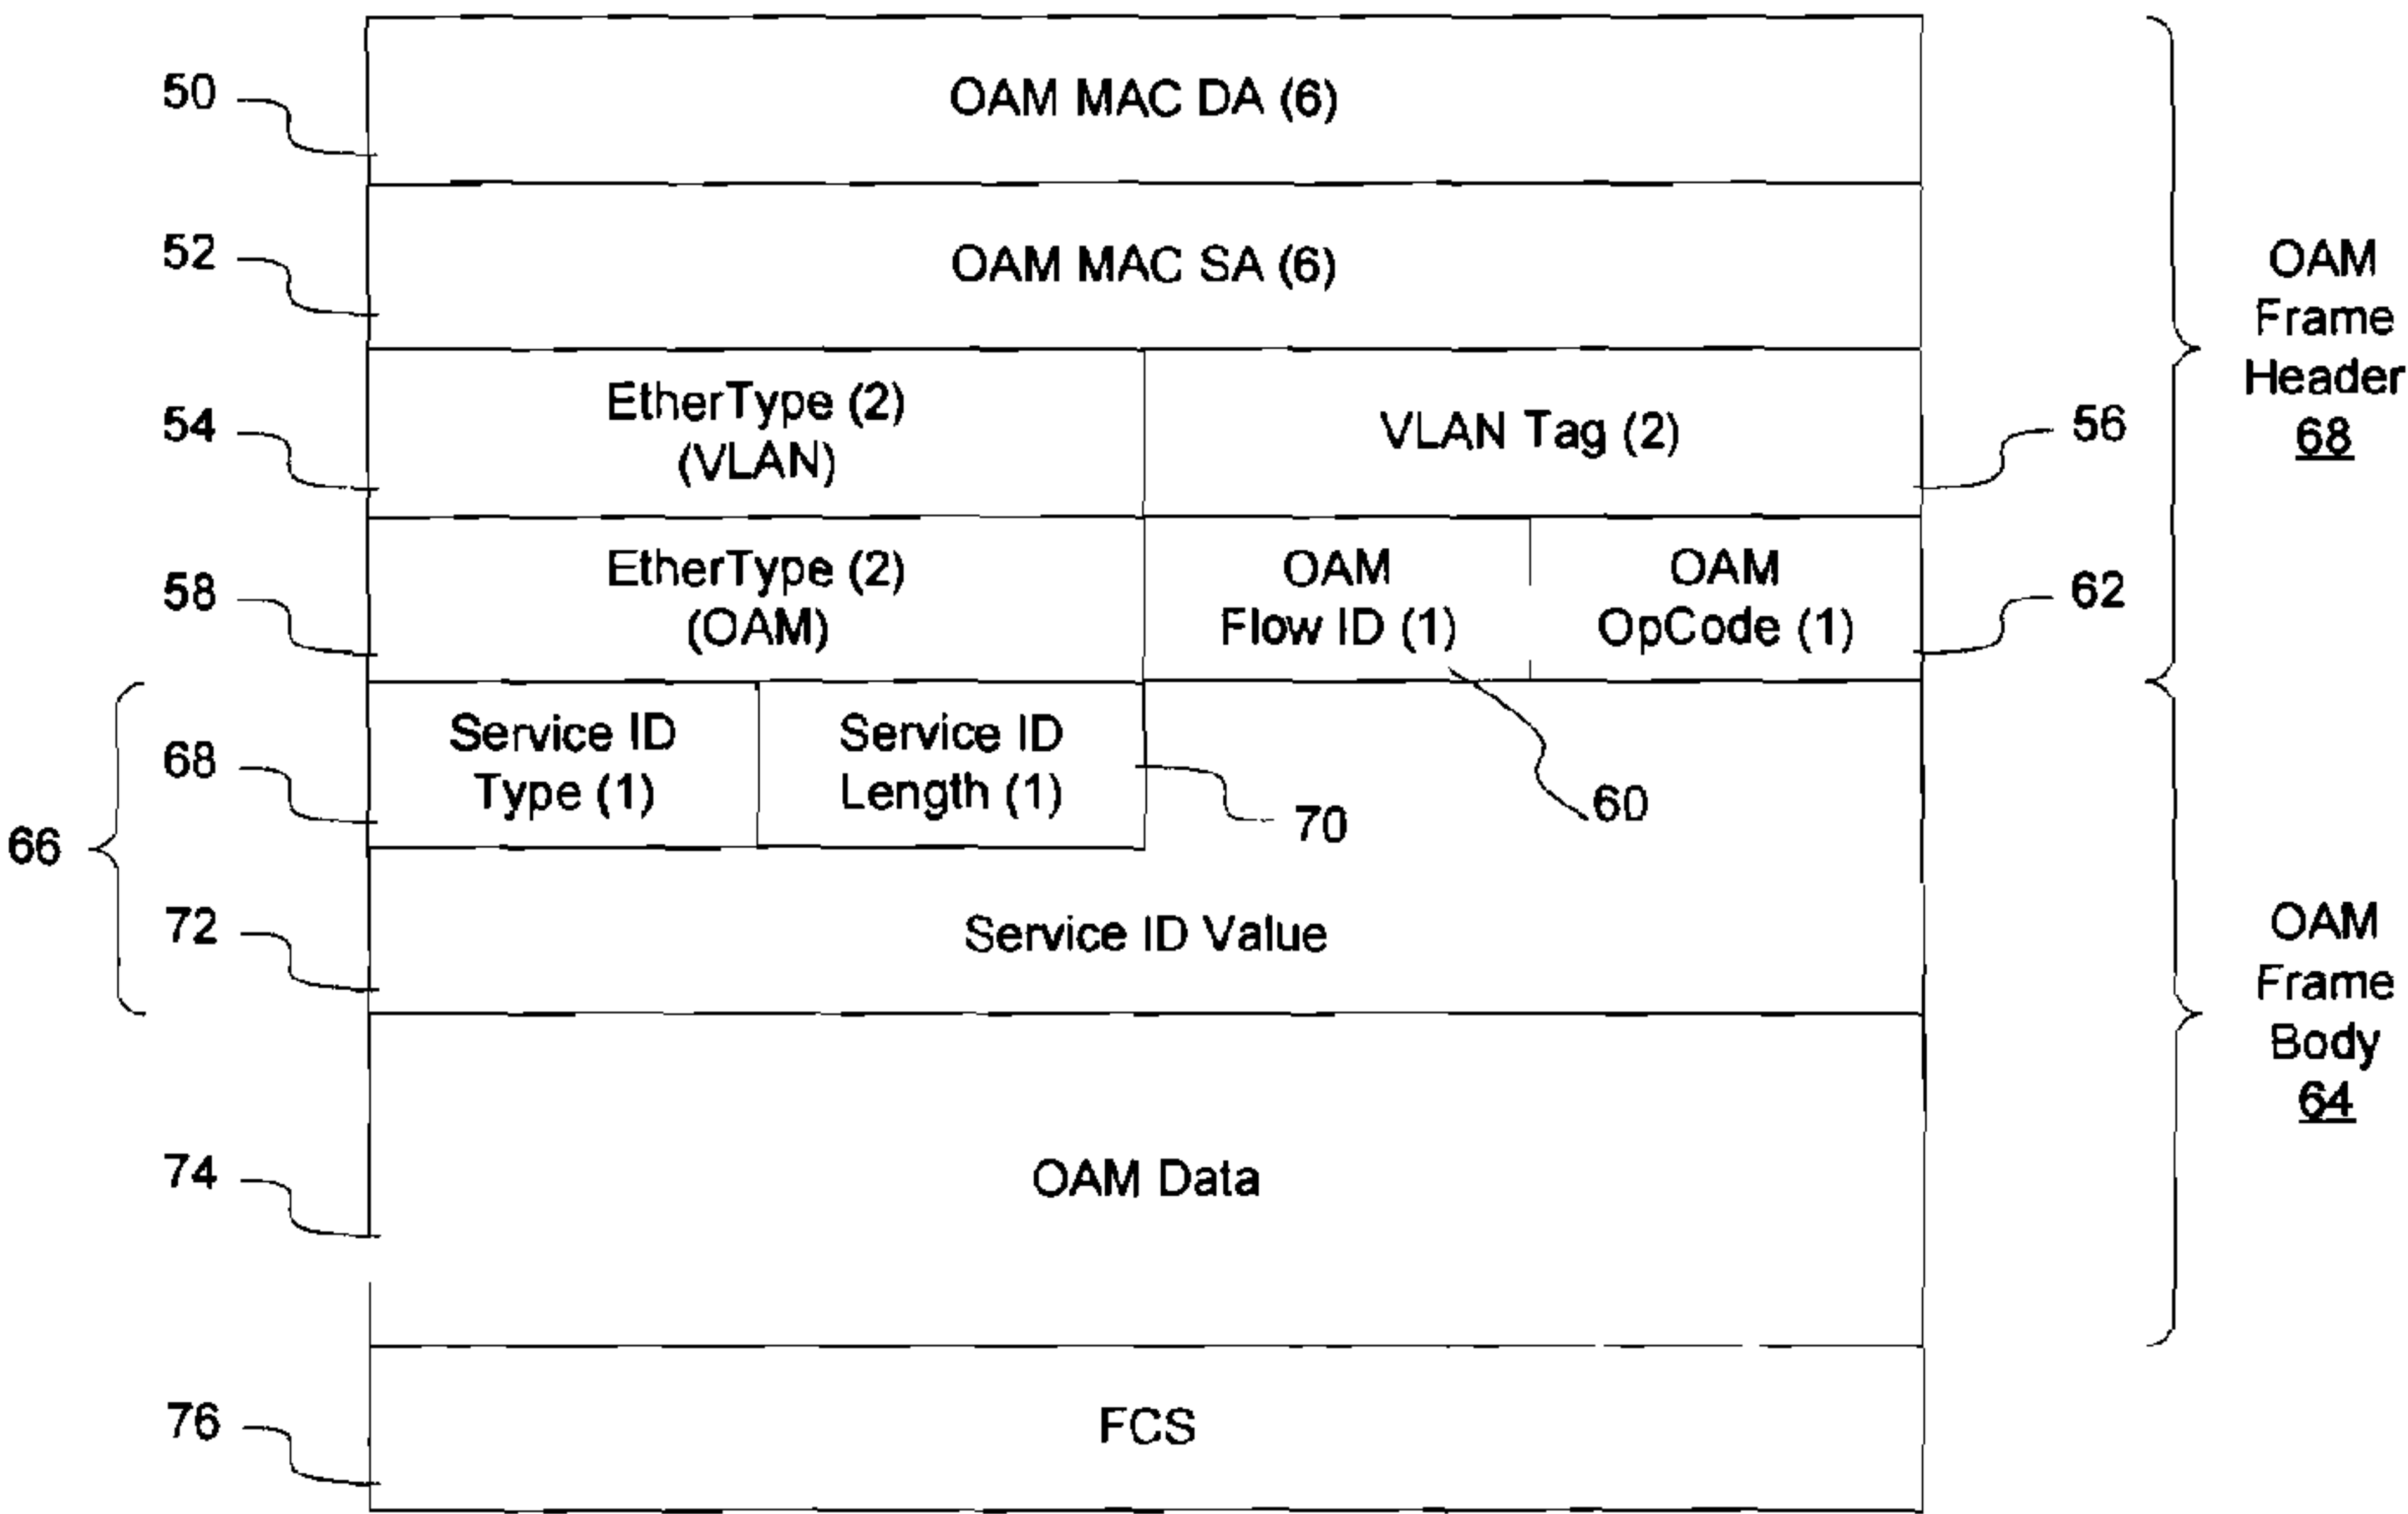 50
OAM MAC DA (6)
52
OAM MAC SA (6)
OAM
Frame
Header
68
54
EtherType (2)
(VLAN)
VLAN Tag (2)
56
58
EtherType (2)
(OAM)
OAM
Flow ID (1)
OAM
OpCode (1)
62
66
68
Service ID
Type (1)
Service ID
Length (1)
70
60
72
Service ID Value
OAM
Frame
Body
64
74
OAM Data
76
FCS